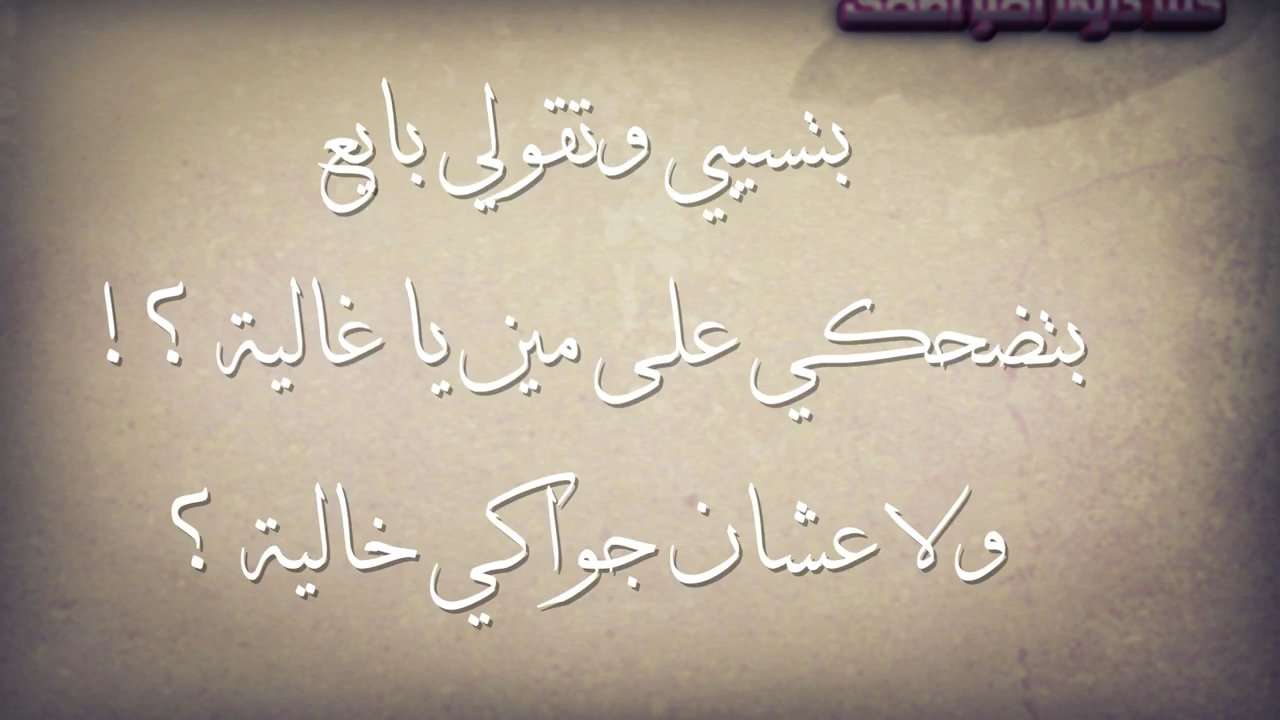 بتسيبي وتقولي بايع
بتضحكي على مين يا غالية ؟ !
ولا عشان جواكي خالية ؟